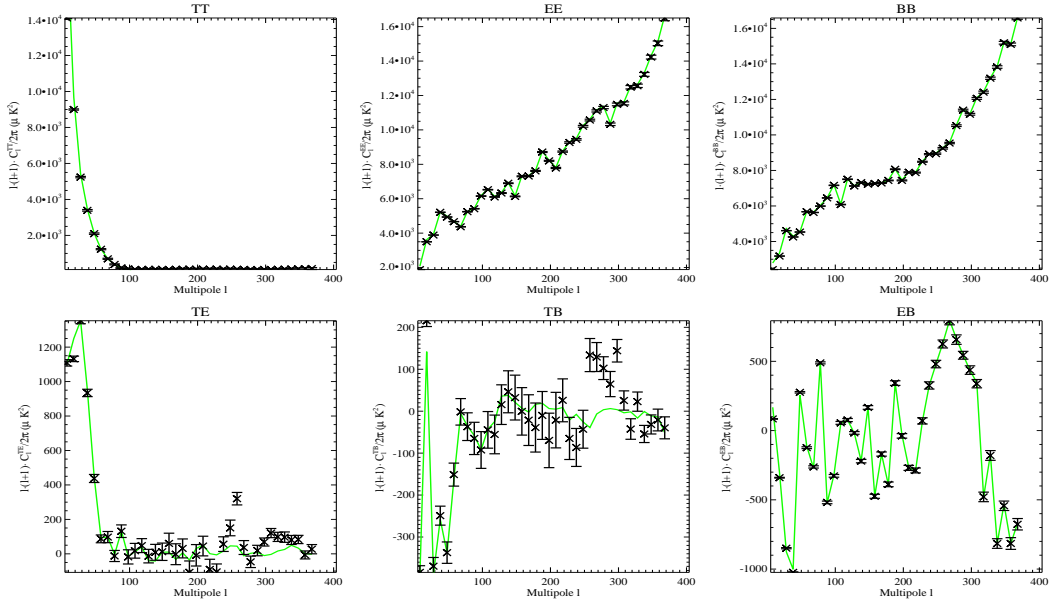 TT
1.4•10⁴
1.2•10⁴
1.0•10⁴
8.0•10³
6.0•10³
4.0•10³
2.0•10³
l·(l+1)· C_l^TT/2π (μ K²)
100 200 300 400
Multipole l
EE
1.6•10⁴
1.4•10⁴
1.2•10⁴
1.0•10⁴
8.0•10³
6.0•10³
4.0•10³
2.0•10³
l·(l+1)· C_l^EE/2π (μ K²)
100 200 300 400
Multipole l
BB
1.6•10⁴
1.4•10⁴
1.2•10⁴
1.0•10⁴
8.0•10³
6.0•10³
4.0•10³
l·(l+1)· C_l^BB/2π (μ K²)
100 200 300 400
Multipole l
TE
1200
1000
800
600
400
200
0
l·(l+1)· C_l^TE/2π (μ K²)
100 200 300 400
Multipole l
TB
200
100
0
-100
-200
-300
l·(l+1)· C_l^TB/2π (μ K²)
100 200 300 400
Multipole l
EB
500
0
-500
-1000
l·(l+1)· C_l^EB/2π (μ K²)
100 200 300 400
Multipole l